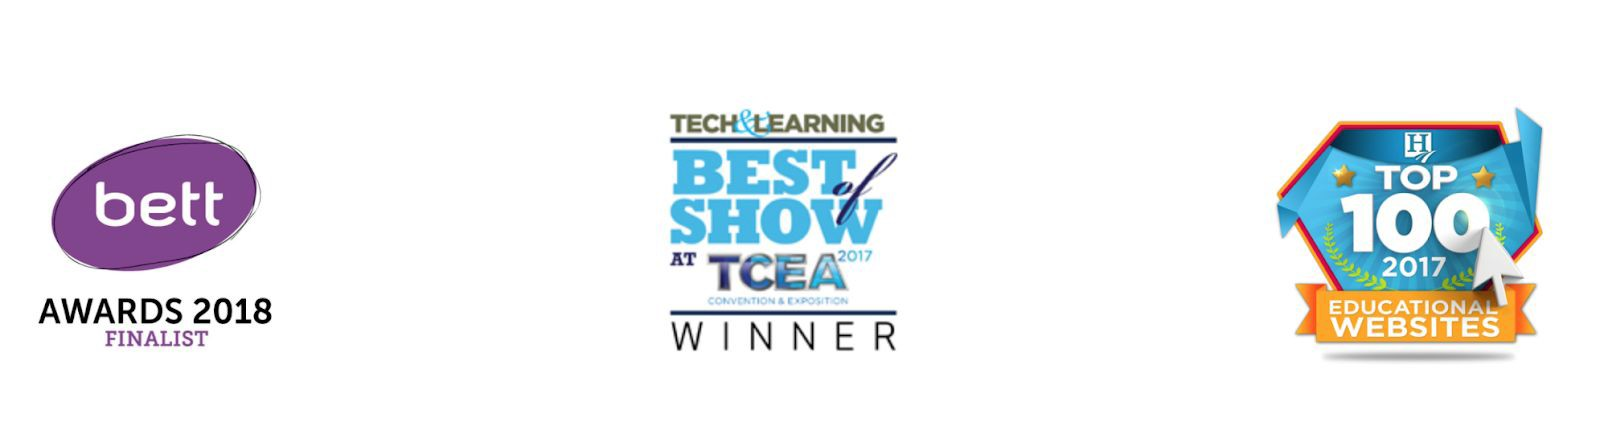 bett
AWARDS 2018
FINALIST
TECH&LEARNING
BEST of
SHOW
AT TCEA 2017
CONVENTION & EXPOSITION
WINNER
H
TOP
100
2017
EDUCATIONAL
WEBSITES